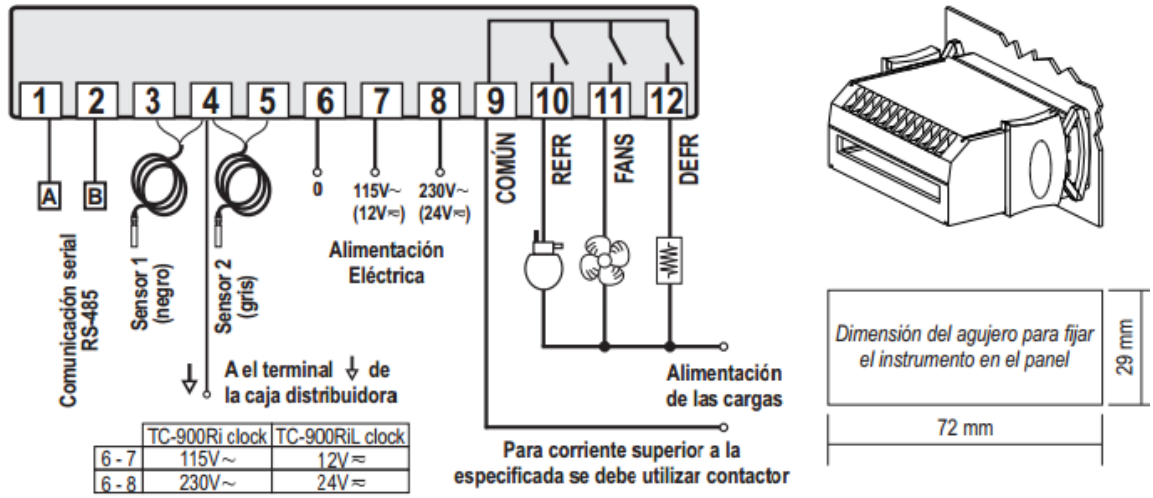 1 2 3 4 5 6 7 8 9 10 11 12
A B
Comunicación serial
RS-485
Sensor 1
(negro)
Sensor 2
(gris)
0
115V~
(12V≂)
230V~
(24V≂)
Alimentación
Eléctrica
COMÚN
REFR
FANS
DEFR
A el terminal de
la caja distribuidora
Alimentación
de las cargas
Para corriente superior a la
especificada se debe utilizar contactor
TC-900Ri clock TC-900RiL clock
6 - 7 115V~ 12V≂
6 - 8 230V~ 24V≂
Dimensión del agujero para fijar
el instrumento en el panel
29 mm
72 mm